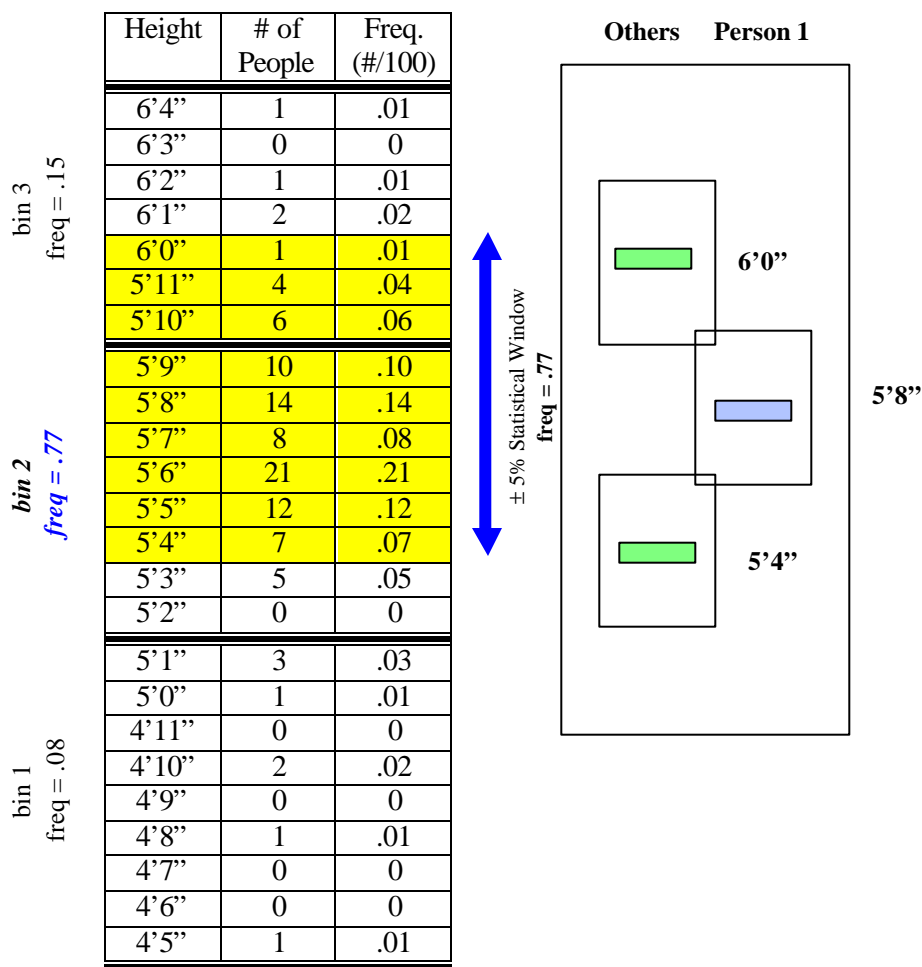 Height # of People Freq. (#/100)
6’4” 1 .01
6’3” 0 0
6’2” 1 .01
6’1” 2 .02
6’0” 1 .01
5’11” 4 .04
5’10” 6 .06
5’9” 10 .10
5’8” 14 .14
5’7” 8 .08
5’6” 21 .21
5’5” 12 .12
5’4” 7 .07
5’3” 5 .05
5’2” 0 0
5’1” 3 .03
5’0” 1 .01
4’11” 0 0
4’10” 2 .02
4’9” 0 0
4’8” 1 .01
4’7” 0 0
4’6” 0 0
4’5” 1 .01
bin 3
freq = .15
bin 2
freq = .77
bin 1
freq = .08
± 5% Statistical Window
freq = .77
Others Person 1
6’0”
5’8”
5’4”